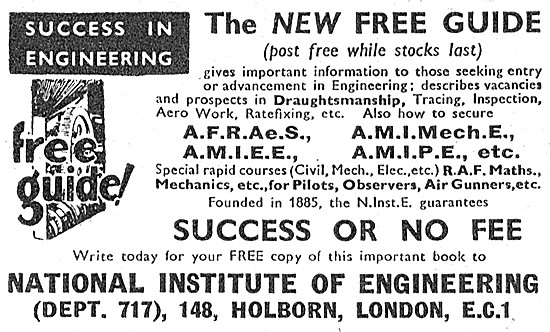 SUCCESS IN
ENGINEERING
free
guide!
The NEW FREE GUIDE
(post free while stocks last)
gives important information to those seeking entry
or advancement in Engineering; describes vacancies
and prospects in Draughtsmanship, Tracing, Inspection,
Aero Work, Ratefixing, etc. Also how to secure
A.F.R.Ae.S., A.M.I.Mech.E.,
A.M.I.E.E., A.M.I.P.E., etc.
Special rapid courses (Civil, Mech., Elec., etc.) R.A.F. Maths.,
Mechanics, etc., for Pilots, Observers, Air Gunners, etc.
Founded in 1885, the N.Inst.E. guarantees
SUCCESS OR NO FEE
Write today for your FREE copy of this important book to
NATIONAL INSTITUTE OF ENGINEERING
(DEPT. 717), 148, HOLBORN, LONDON, E.C.1